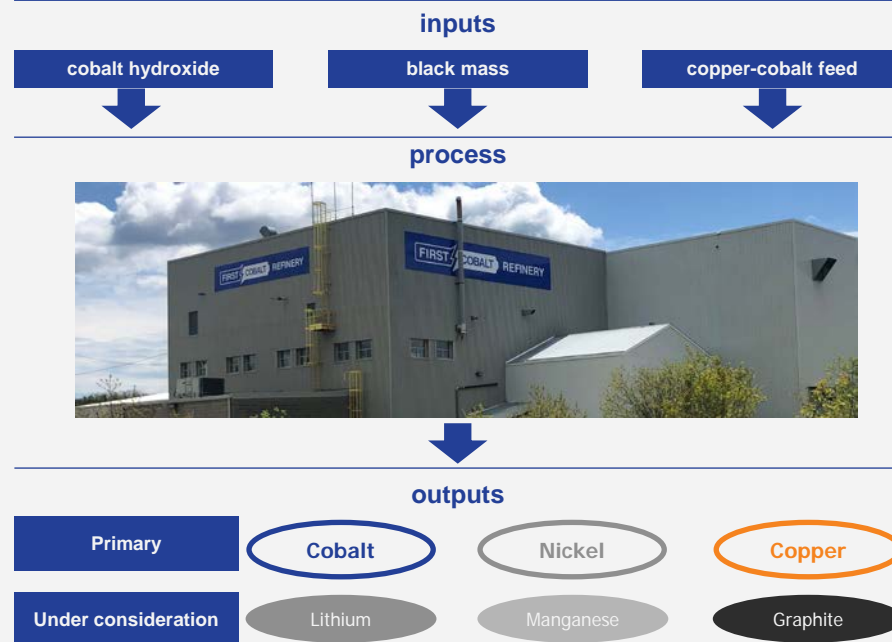 inputs
cobalt hydroxide
black mass
copper-cobalt feed
process
FIRST COBALT REFINERY
FIRST COBALT REFINERY
outputs
Primary
Cobalt
Nickel
Copper
Under consideration
Lithium
Manganese
Graphite